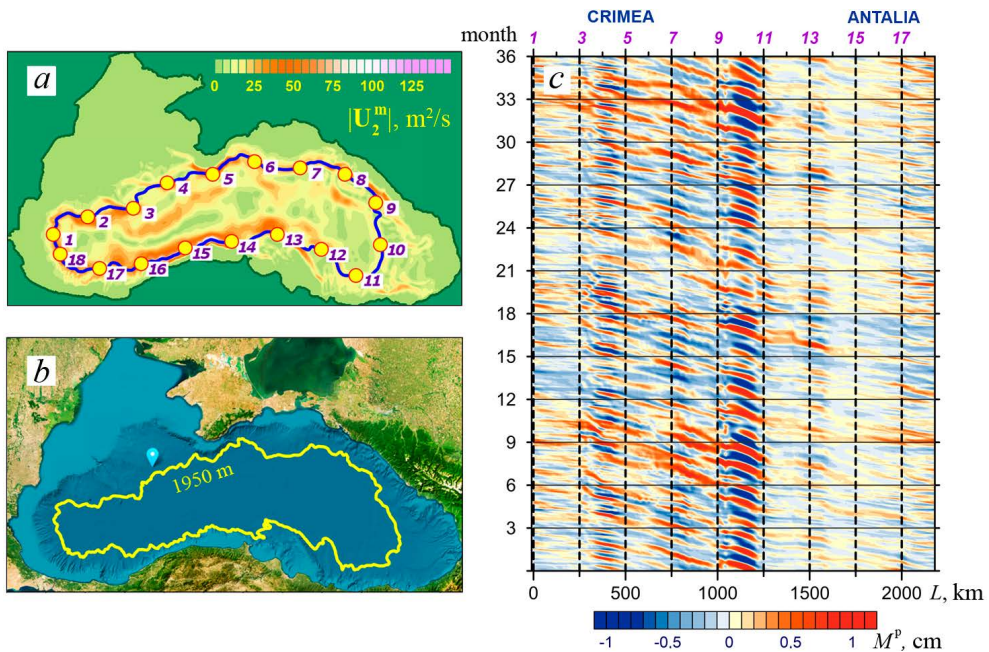 a
0 25 50 75 100 125
|U₂ᵐ|, m²/s
1 2 3 4 5 6 7 8 9 10 11 12 13 14 15 16 17 18
b
1950 m
CRIMEA ANTALIA
month 1 3 5 7 9 11 13 15 17
c
36
33
30
27
24
21
18
15
12
9
6
3
0 500 1000 1250 1500 2000 L, km
-1 -0.5 0 0.5 1 Mᵖ, cm